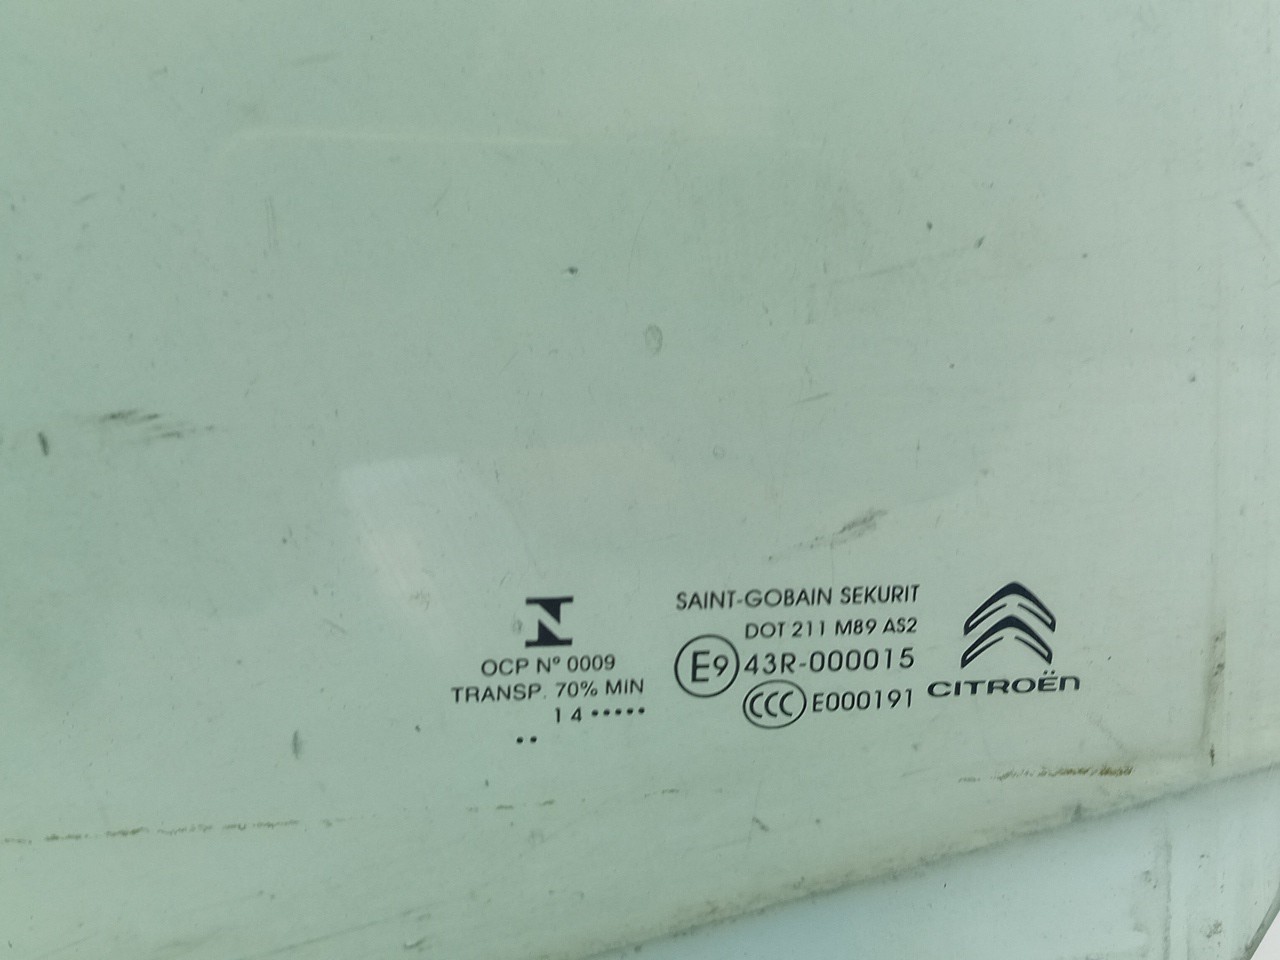 OCP Nº 0009
TRANSP. 70% MIN
14 •••••
••
SAINT-GOBAIN SEKURIT
DOT 211 M89 AS2
E9 43R-000015
CCC E000191
CITROËN